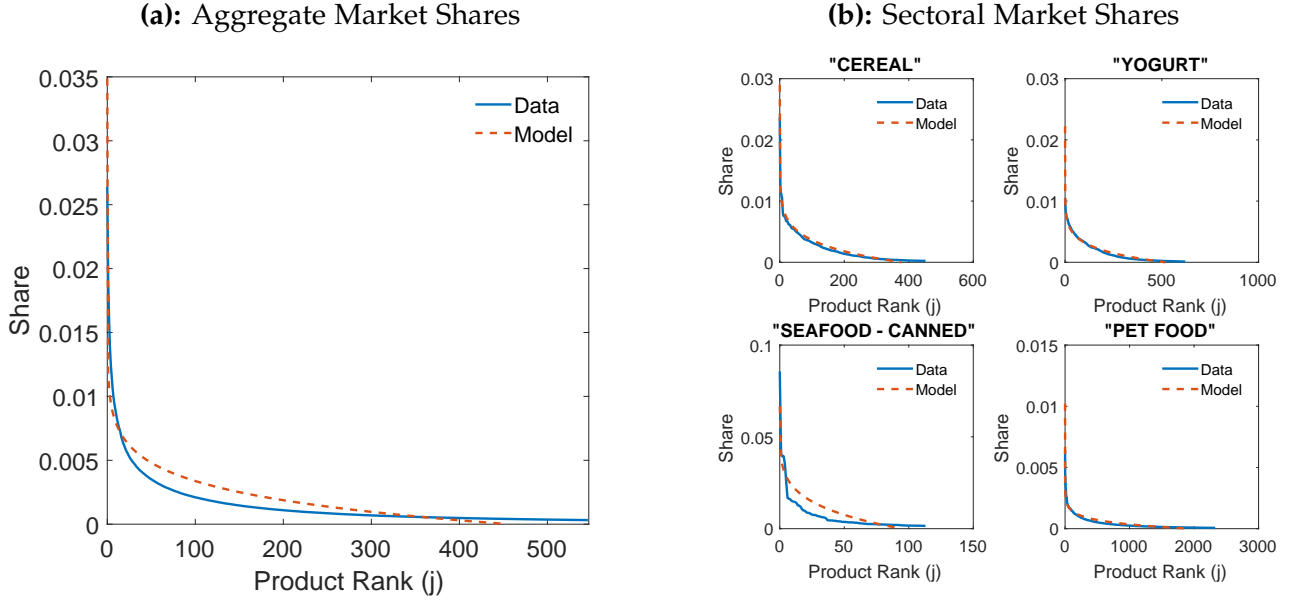 (a): Aggregate Market Shares
0.035
0.03
0.025
0.02
0.015
0.01
0.005
0
Share
Data
Model
0
100
200
300
400
500
Product Rank (j)
(b): Sectoral Market Shares
"CEREAL"
0.03
0.02
0.01
0
Share
Data
Model
0
200
400
600
Product Rank (j)
"YOGURT"
0.03
0.02
0.01
0
Share
Data
Model
0
500
1000
Product Rank (j)
"SEAFOOD - CANNED"
0.1
0.05
0
Share
Data
Model
0
50
100
150
Product Rank (j)
"PET FOOD"
0.015
0.01
0.005
0
Share
Data
Model
0
1000
2000
3000
Product Rank (j)